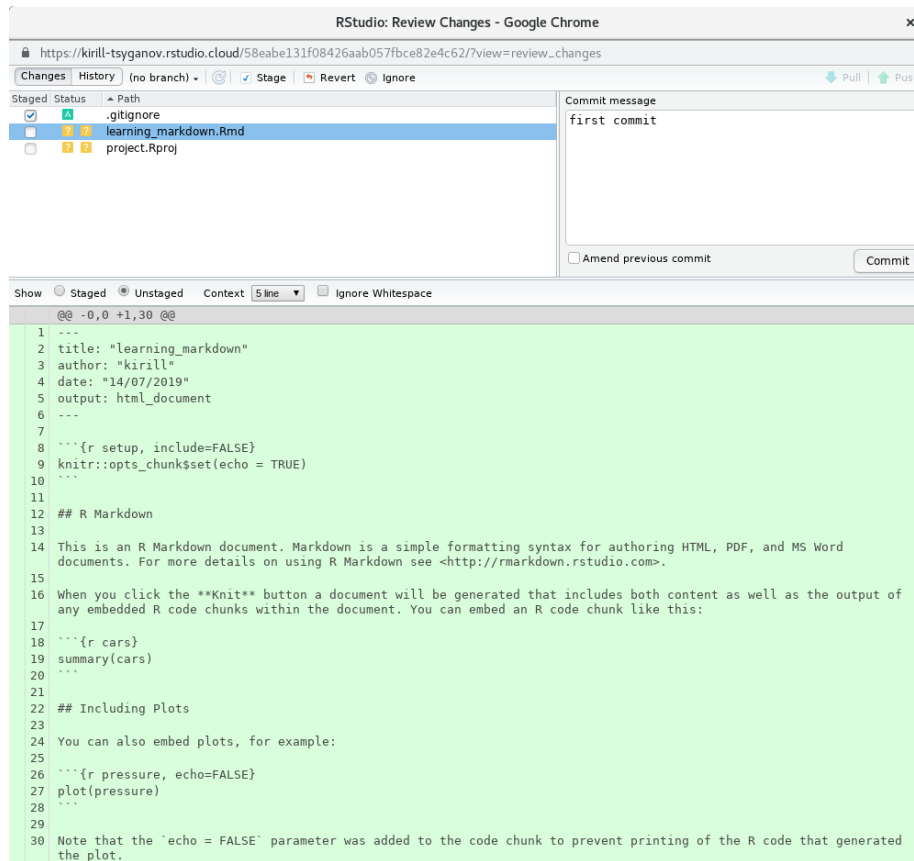 RStudio: Review Changes - Google Chrome
https://kirill-tsyganov.rstudio.cloud/58eabe131f08426aab057fbce82e4c62/?view=review_changes
Changes History (no branch) Stage Revert Ignore Pull Pus
Staged Status Path
A .gitignore
? ? learning_markdown.Rmd
? ? project.Rproj
Commit message
first commit
Amend previous commit
Commit
Show Staged Unstaged Context 5 line Ignore Whitespace
@@ -0,0 +1,30 @@
1 ---
2 title: "learning_markdown"
3 author: "kirill"
4 date: "14/07/2019"
5 output: html_document
6 ---
7
8 ```{r setup, include=FALSE}
9 knitr::opts_chunk$set(echo = TRUE)
10 ```
11
12 ## R Markdown
13
14 This is an R Markdown document. Markdown is a simple formatting syntax for authoring HTML, PDF, and MS Word
documents. For more details on using R Markdown see <http://rmarkdown.rstudio.com>.
15
16 When you click the **Knit** button a document will be generated that includes both content as well as the output of
any embedded R code chunks within the document. You can embed an R code chunk like this:
17
18 ```{r cars}
19 summary(cars)
20 ```
21
22 ## Including Plots
23
24 You can also embed plots, for example:
25
26 ```{r pressure, echo=FALSE}
27 plot(pressure)
28 ```
29
30 Note that the `echo = FALSE` parameter was added to the code chunk to prevent printing of the R code that generated
the plot.